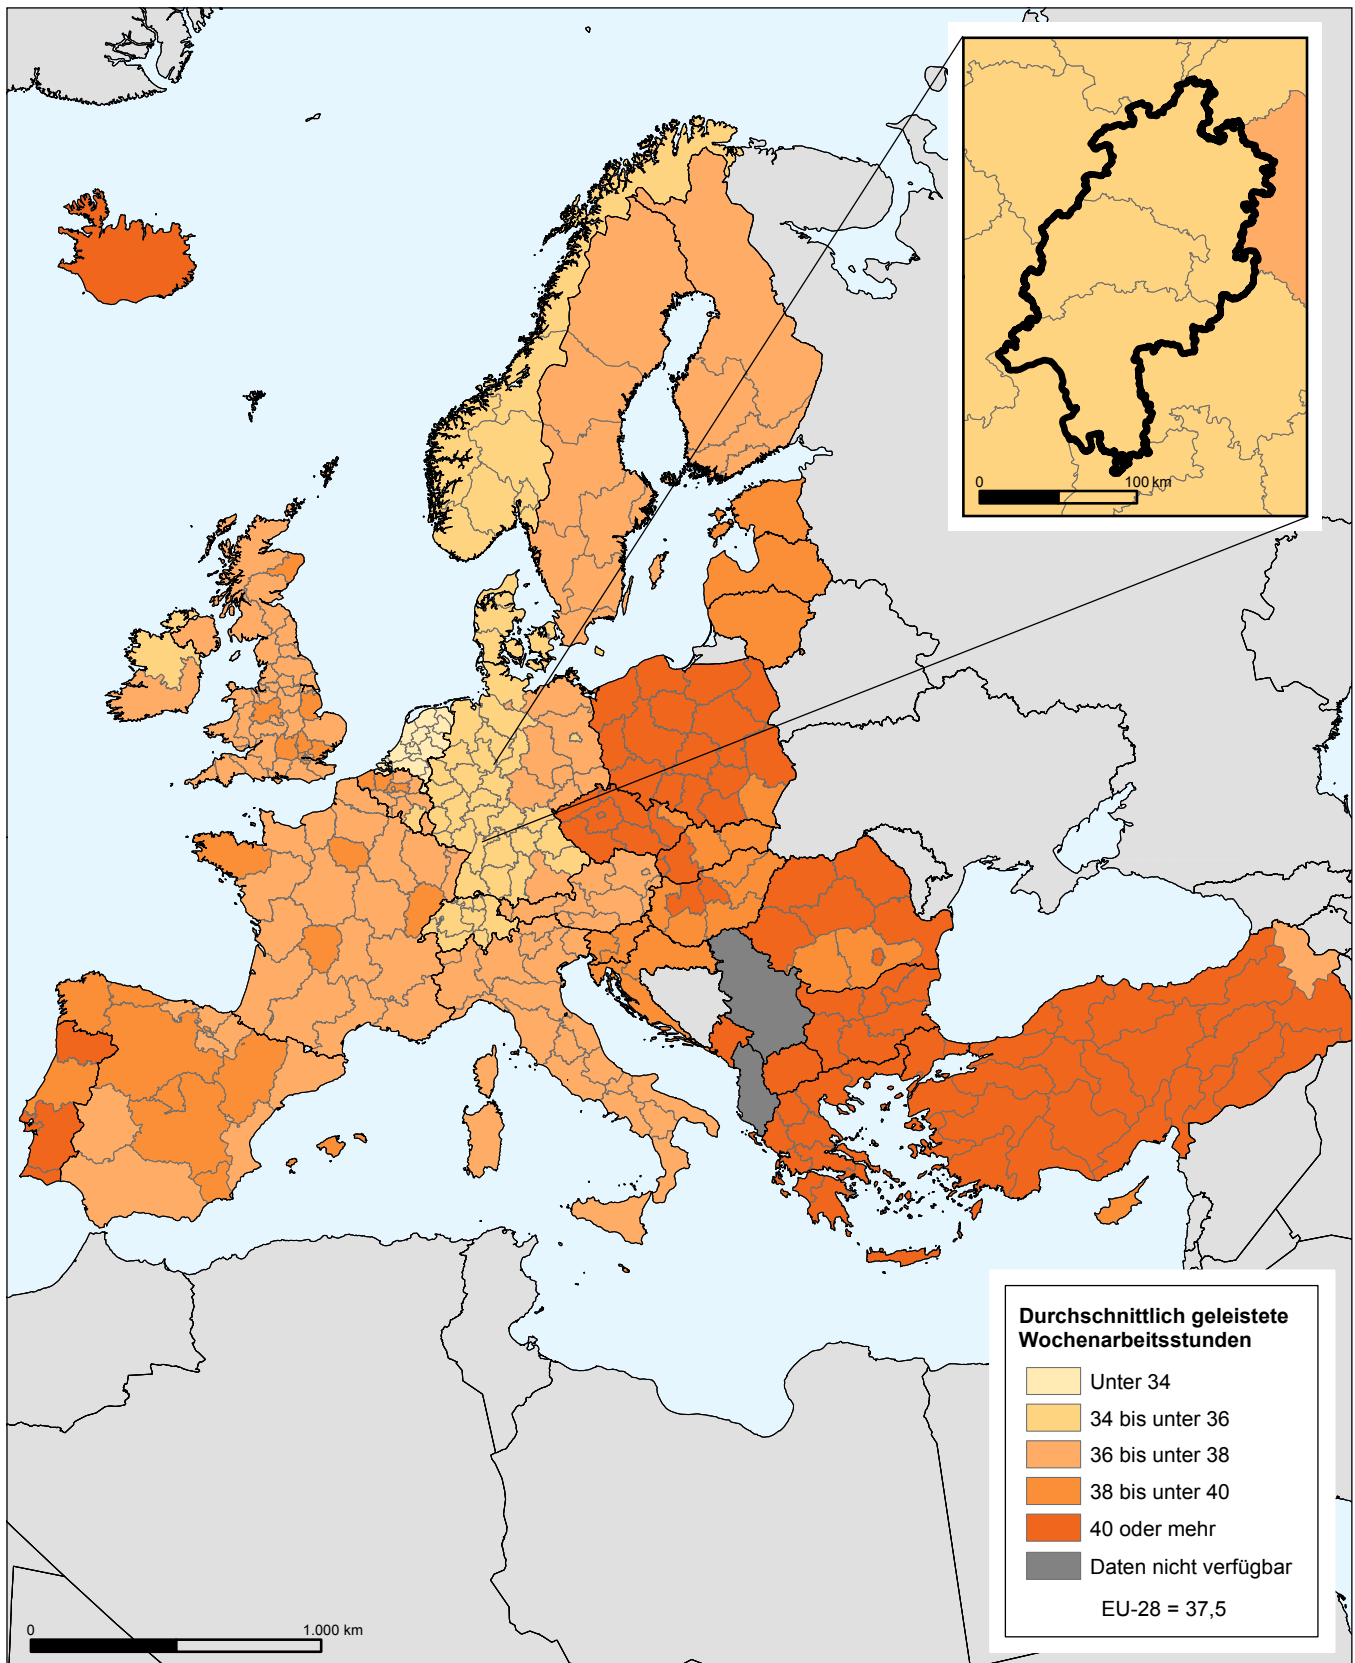 0
100 km
Durchschnittlich geleistete
Wochenarbeitsstunden
Unter 34
34 bis unter 36
36 bis unter 38
38 bis unter 40
40 oder mehr
Daten nicht verfügbar
EU-28 = 37,5
0
1.000 km